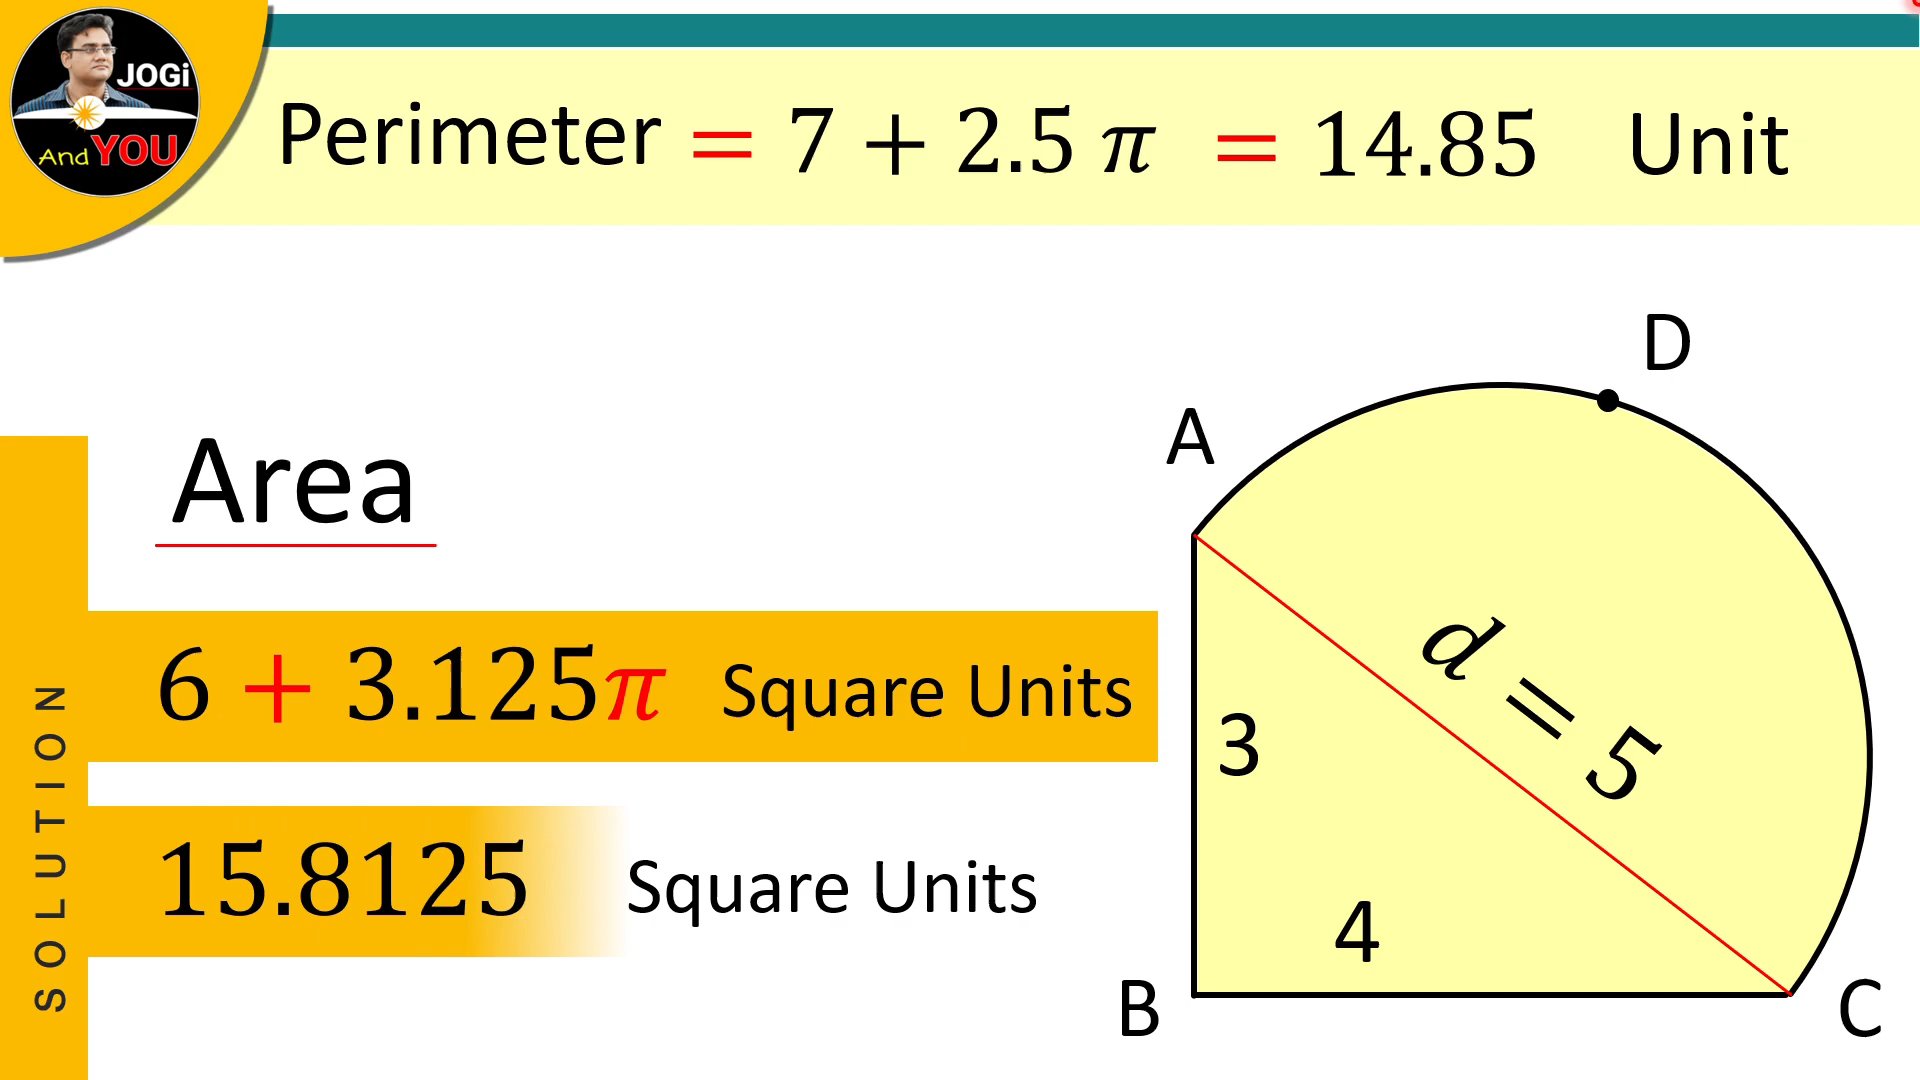 JOGi
And YOU
Perimeter = 7 + 2.5 π = 14.85 Unit
D
A
Area
d = 5
6 + 3.125π Square Units
3
SOLUTION
15.8125 Square Units
4
B
C